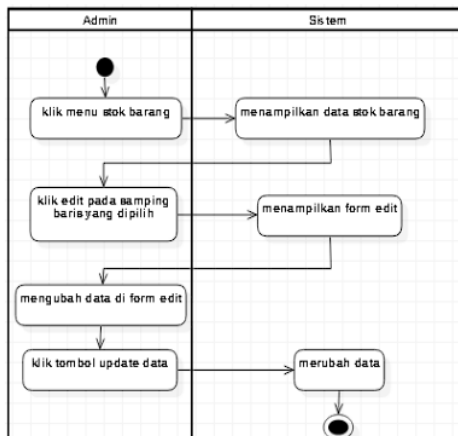 Admin
Sistem
klik menu stok barang
menampilkan data stok barang
klik edit pada samping
baris yang dipilih
menampilkan form edit
mengubah data di form edit
klik tombol update data
merubah data